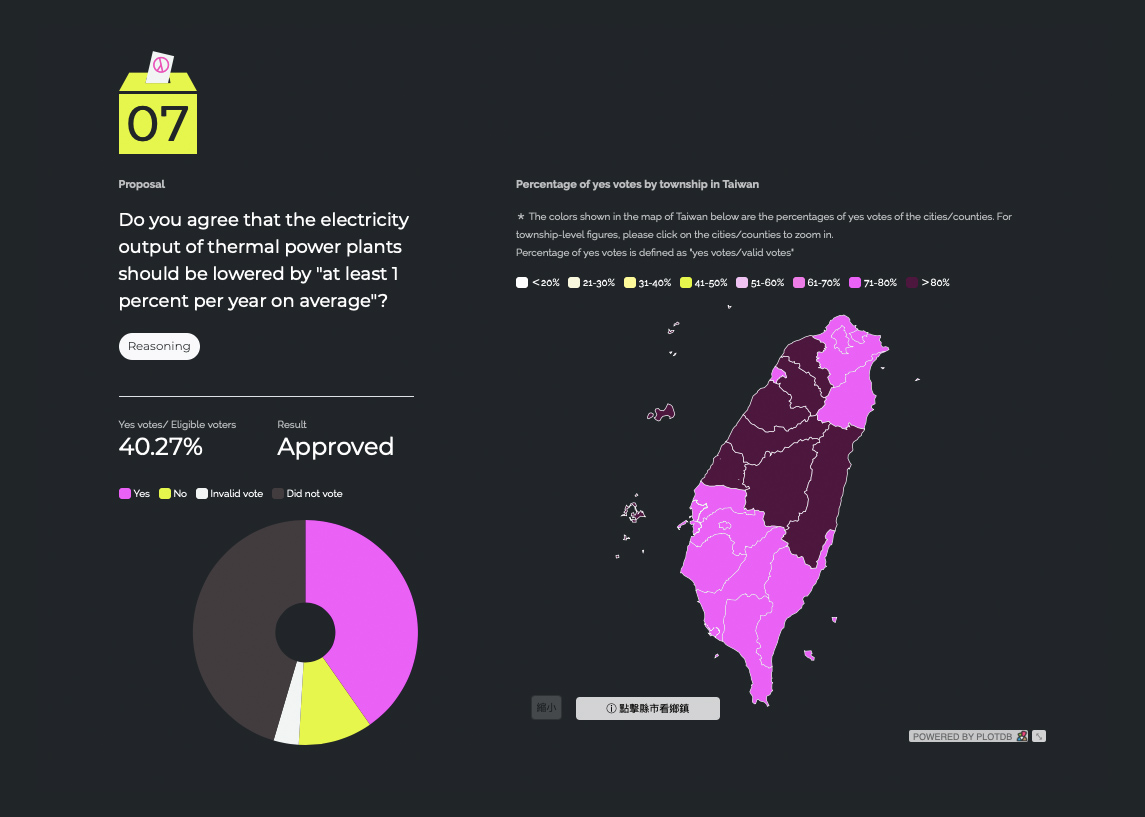 07
Proposal
Do you agree that the electricity
output of thermal power plants
should be lowered by "at least 1
percent per year on average"?
Reasoning
Yes votes/ Eligible voters
40.27%
Result
Approved
Yes
No
Invalid vote
Did not vote
Percentage of yes votes by township in Taiwan
* The colors shown in the map of Taiwan below are the percentages of yes votes of the cities/counties. For
township-level figures, please click on the cities/counties to zoom in.
Percentage of yes votes is defined as "yes votes/valid votes"
<20%
21-30%
31-40%
41-50%
51-60%
61-70%
71-80%
>80%
縮小
ⓘ 點擊縣市看鄉鎮
POWERED BY PLOTDB